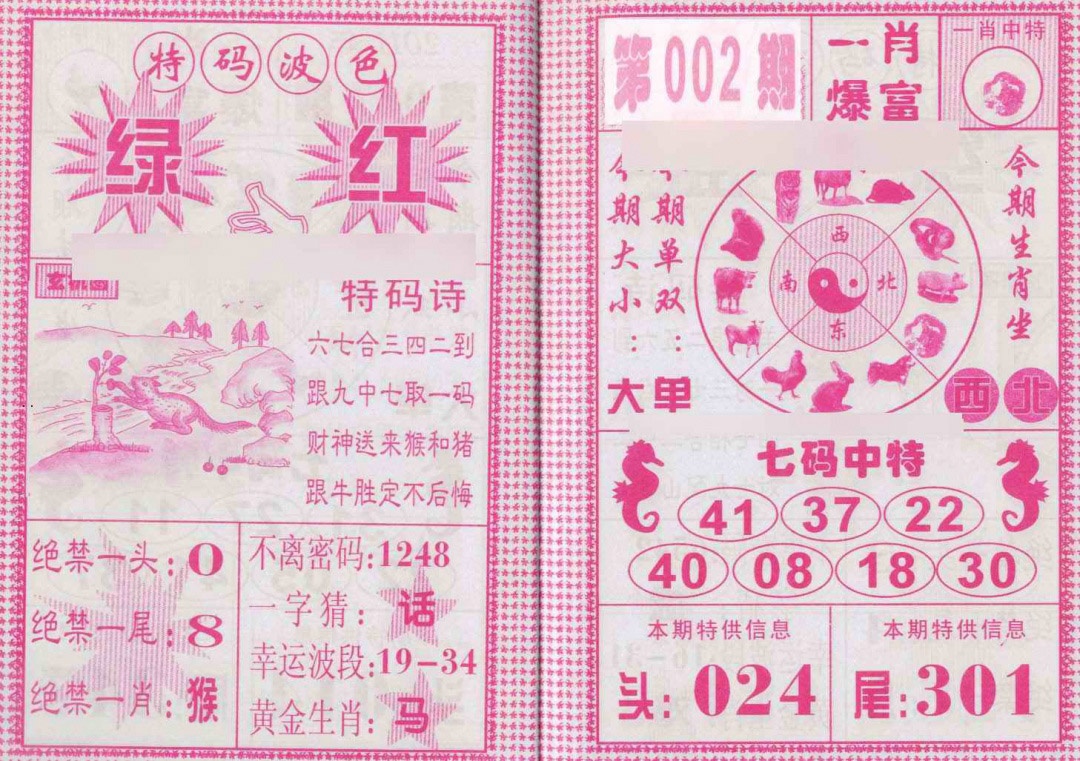 特码波色
绿 红
玄机图
特码诗
六七合三四二到
跟九中七取一码
财神送来猴和猪
跟牛胜定不后悔
绝禁一头:0
绝禁一尾:8
绝禁一肖:猴
不离密码:1248
一字猜:话
幸运波段:19-34
黄金生肖:马
第002期
一肖
爆富
一肖中特
今期大小:大
今期单双:单
西
南 北
东
今期生肖坐
西北
七码中特
41 37 22
40 08 18 30
本期特供信息
头:024
本期特供信息
尾:301